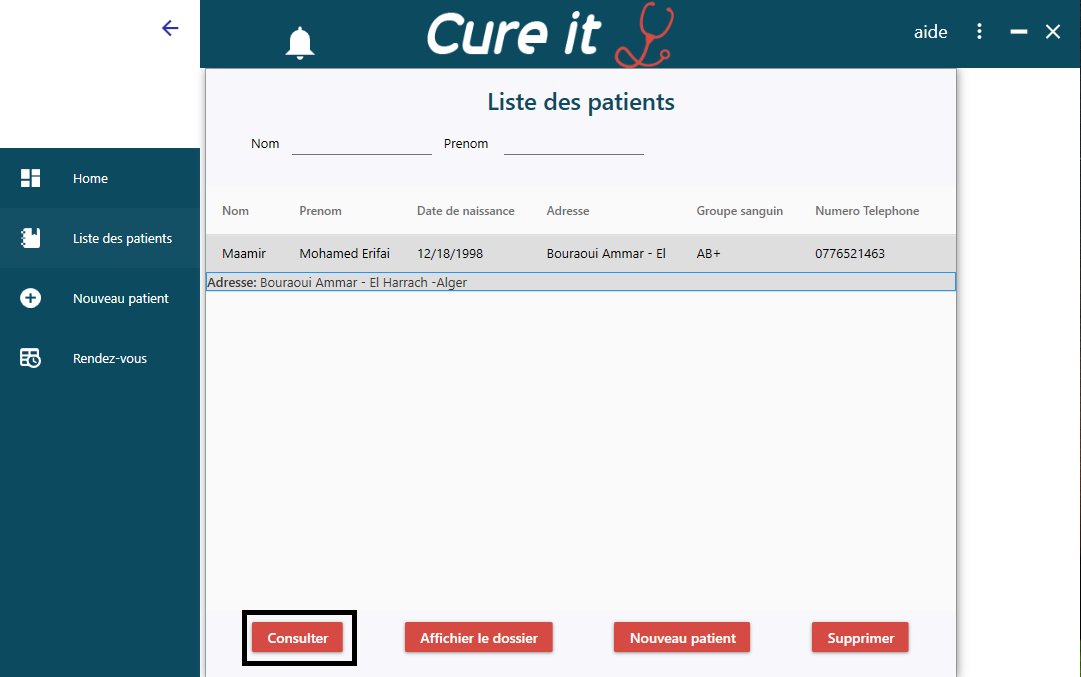 Cure it
aide
Liste des patients
Nom Prenom
Home
Liste des patients
Nouveau patient
Rendez-vous
Nom Prenom Date de naissance Adresse Groupe sanguin Numero Telephone
Maamir Mohamed Erifai 12/18/1998 Bouraoui Ammar - El AB+ 0776521463
Adresse: Bouraoui Ammar - El Harrach -Alger
Consulter Affichier le dossier Nouveau patient Supprimer